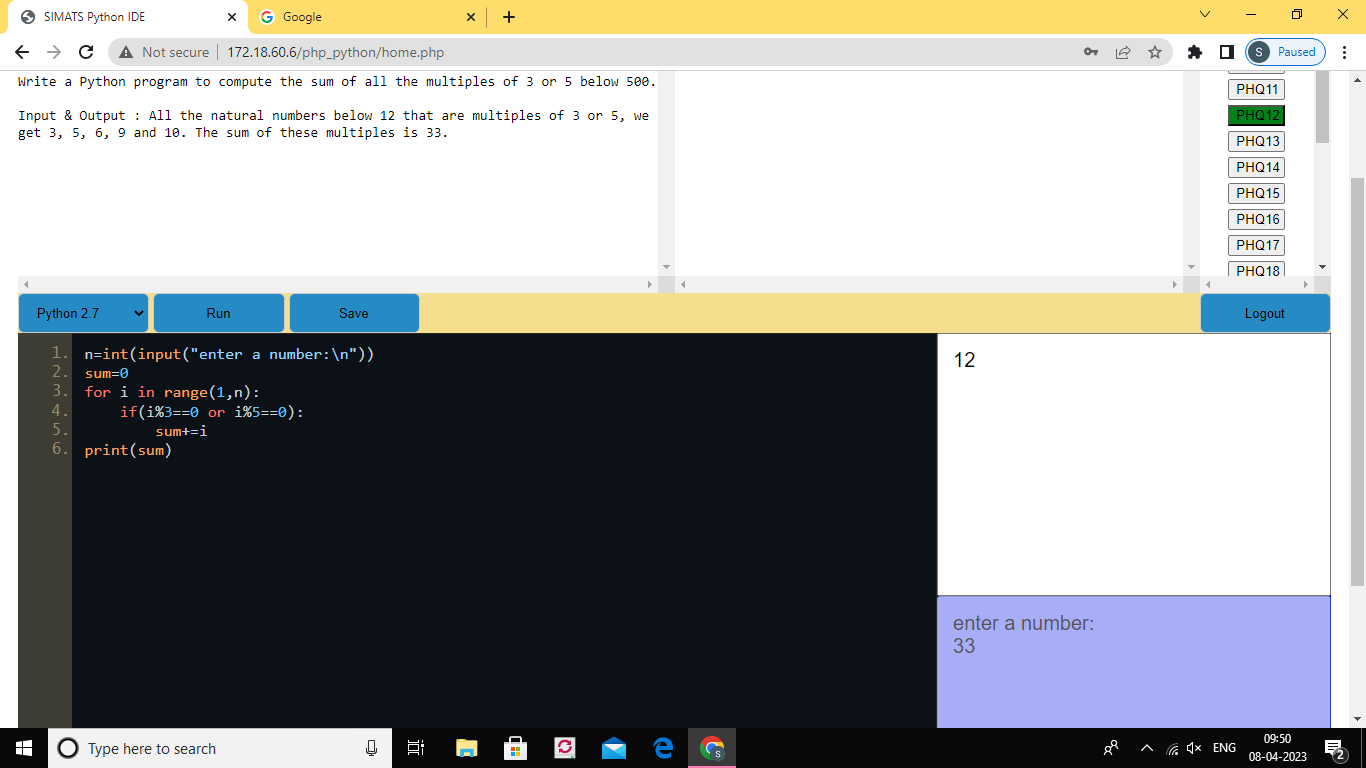 SIMATS Python IDE
Google
Not secure
172.18.60.6/php_python/home.php
S
Paused
Write a Python program to compute the sum of all the multiples of 3 or 5 below 500.
Input & Output : All the natural numbers below 12 that are multiples of 3 or 5, we
get 3, 5, 6, 9 and 10. The sum of these multiples is 33.
PHQ11
PHQ12
PHQ13
PHQ14
PHQ15
PHQ16
PHQ17
PHQ18
Python 2.7
Run
Save
Logout
1. n=int(input("enter a number:\n"))
2. sum=0
3. for i in range(1,n):
4.     if(i%3==0 or i%5==0):
5.         sum+=i
6. print(sum)
12
enter a number:
33
Type here to search
S
ENG
09:50
08-04-2023
2